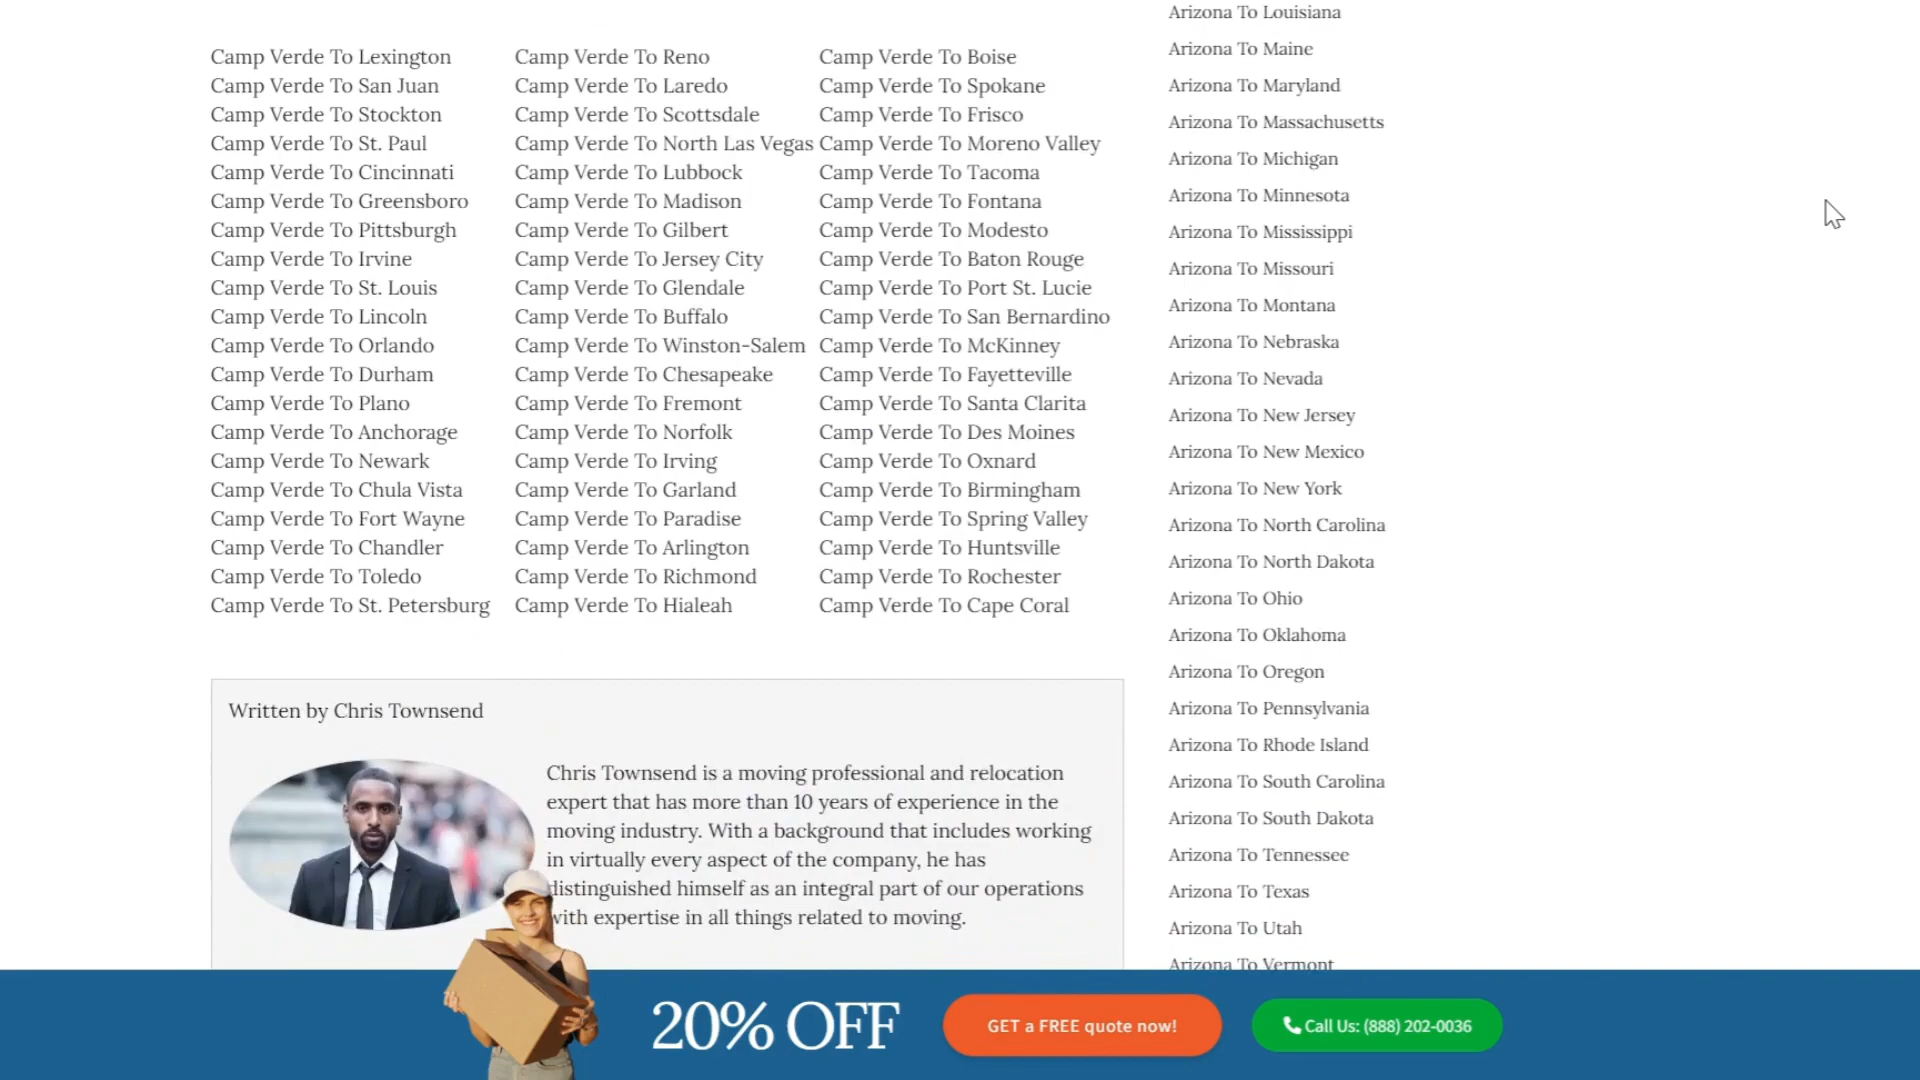 Camp Verde To Lexington
Camp Verde To San Juan
Camp Verde To Stockton
Camp Verde To St. Paul
Camp Verde To Cincinnati
Camp Verde To Greensboro
Camp Verde To Pittsburgh
Camp Verde To Irvine
Camp Verde To St. Louis
Camp Verde To Lincoln
Camp Verde To Orlando
Camp Verde To Durham
Camp Verde To Plano
Camp Verde To Anchorage
Camp Verde To Newark
Camp Verde To Chula Vista
Camp Verde To Fort Wayne
Camp Verde To Chandler
Camp Verde To Toledo
Camp Verde To St. Petersburg
Camp Verde To Reno
Camp Verde To Laredo
Camp Verde To Scottsdale
Camp Verde To North Las Vegas
Camp Verde To Lubbock
Camp Verde To Madison
Camp Verde To Gilbert
Camp Verde To Jersey City
Camp Verde To Glendale
Camp Verde To Buffalo
Camp Verde To Winston-Salem
Camp Verde To Chesapeake
Camp Verde To Fremont
Camp Verde To Norfolk
Camp Verde To Irving
Camp Verde To Garland
Camp Verde To Paradise
Camp Verde To Arlington
Camp Verde To Richmond
Camp Verde To Hialeah
Camp Verde To Boise
Camp Verde To Spokane
Camp Verde To Frisco
Camp Verde To Moreno Valley
Camp Verde To Tacoma
Camp Verde To Fontana
Camp Verde To Modesto
Camp Verde To Baton Rouge
Camp Verde To Port St. Lucie
Camp Verde To San Bernardino
Camp Verde To McKinney
Camp Verde To Fayetteville
Camp Verde To Santa Clarita
Camp Verde To Des Moines
Camp Verde To Oxnard
Camp Verde To Birmingham
Camp Verde To Spring Valley
Camp Verde To Huntsville
Camp Verde To Rochester
Camp Verde To Cape Coral
Written by Chris Townsend
Chris Townsend is a moving professional and relocation
expert that has more than 10 years of experience in the
moving industry. With a background that includes working
in virtually every aspect of the company, he has
distinguished himself as an integral part of our operations
with expertise in all things related to moving.
Arizona To Louisiana
Arizona To Maine
Arizona To Maryland
Arizona To Massachusetts
Arizona To Michigan
Arizona To Minnesota
Arizona To Mississippi
Arizona To Missouri
Arizona To Montana
Arizona To Nebraska
Arizona To Nevada
Arizona To New Jersey
Arizona To New Mexico
Arizona To New York
Arizona To North Carolina
Arizona To North Dakota
Arizona To Ohio
Arizona To Oklahoma
Arizona To Oregon
Arizona To Pennsylvania
Arizona To Rhode Island
Arizona To South Carolina
Arizona To South Dakota
Arizona To Tennessee
Arizona To Texas
Arizona To Utah
Arizona To Vermont
20% OFF
GET a FREE quote now!
Call Us: (888) 202-0036